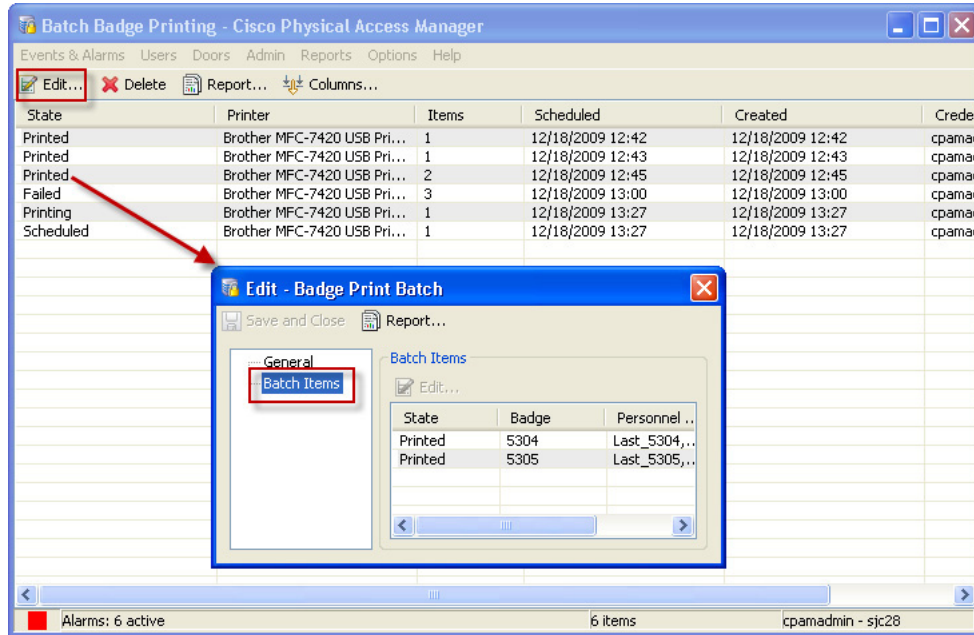 Batch Badge Printing - Cisco Physical Access Manager
Events & Alarms Users Doors Admin Reports Options Help
Edit... Delete Report... Columns...
State Printer Items Scheduled Created Crede
Printed Brother MFC-7420 USB Pri... 1 12/18/2009 12:42 12/18/2009 12:42 cpama
Printed Brother MFC-7420 USB Pri... 1 12/18/2009 12:43 12/18/2009 12:43 cpama
Printed Brother MFC-7420 USB Pri... 2 12/18/2009 12:45 12/18/2009 12:45 cpama
Failed Brother MFC-7420 USB Pri... 3 12/18/2009 13:00 12/18/2009 13:00 cpama
Printing Brother MFC-7420 USB Pri... 1 12/18/2009 13:27 12/18/2009 13:27 cpama
Scheduled Brother MFC-7420 USB Pri... 1 12/18/2009 13:27 12/18/2009 13:27 cpama
Edit - Badge Print Batch
Save and Close Report...
General
Batch Items
Batch Items
Edit...
State Badge Personnel ..
Printed 5304 Last_5304,..
Printed 5305 Last_5305,..
Alarms: 6 active 6 items cpamadmin - sjc28